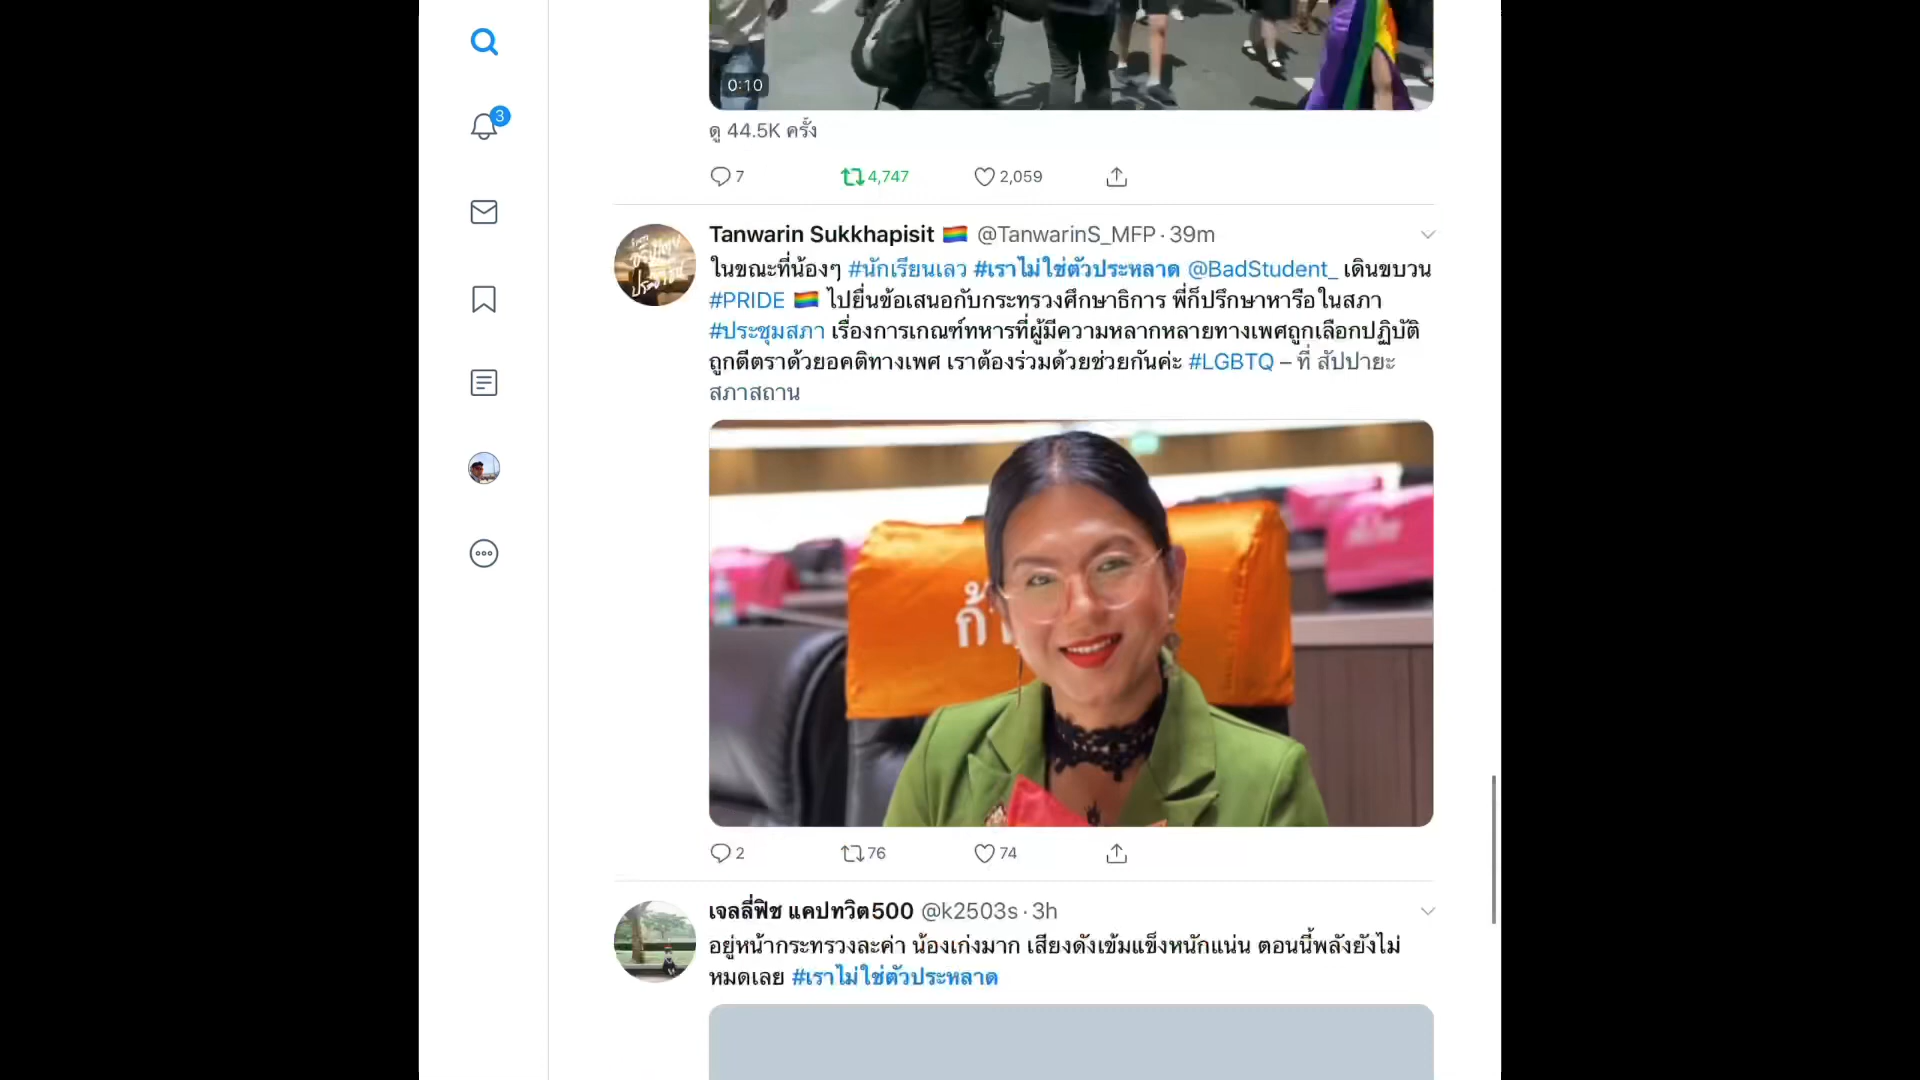 3
0:10
ดู 44.5K ครั้ง
7 4,747 2,059
Tanwarin Sukkhapisit 🏳️‍🌈 @TanwarinS_MFP · 39m
ในขณะที่น้องๆ #นักเรียนเลว #เราไม่ใช่ตัวประหลาด @BadStudent_ เดินขบวน
#PRIDE 🏳️‍🌈 ไปยื่นข้อเสนอกับกระทรวงศึกษาธิการ พี่ก็ปรึกษาหารือในสภา
#ประชุมสภา เรื่องการเกณฑ์ทหารที่ผู้มีความหลากหลายทางเพศถูกเลือกปฏิบัติ
ถูกตีตราด้วยอคติทางเพศ เราต้องร่วมด้วยช่วยกันค่ะ #LGBTQ – ที่ สัปปายะ
สภาสถาน
2 76 74
เจลลี่ฟิช แคปทวิต500 @k2503s · 3h
อยู่หน้ากระทรวงละค่า น้องเก่งมาก เสียงดังเข้มแข็งหนักแน่น ตอนนี้พลังยังไม่
หมดเลย #เราไม่ใช่ตัวประหลาด